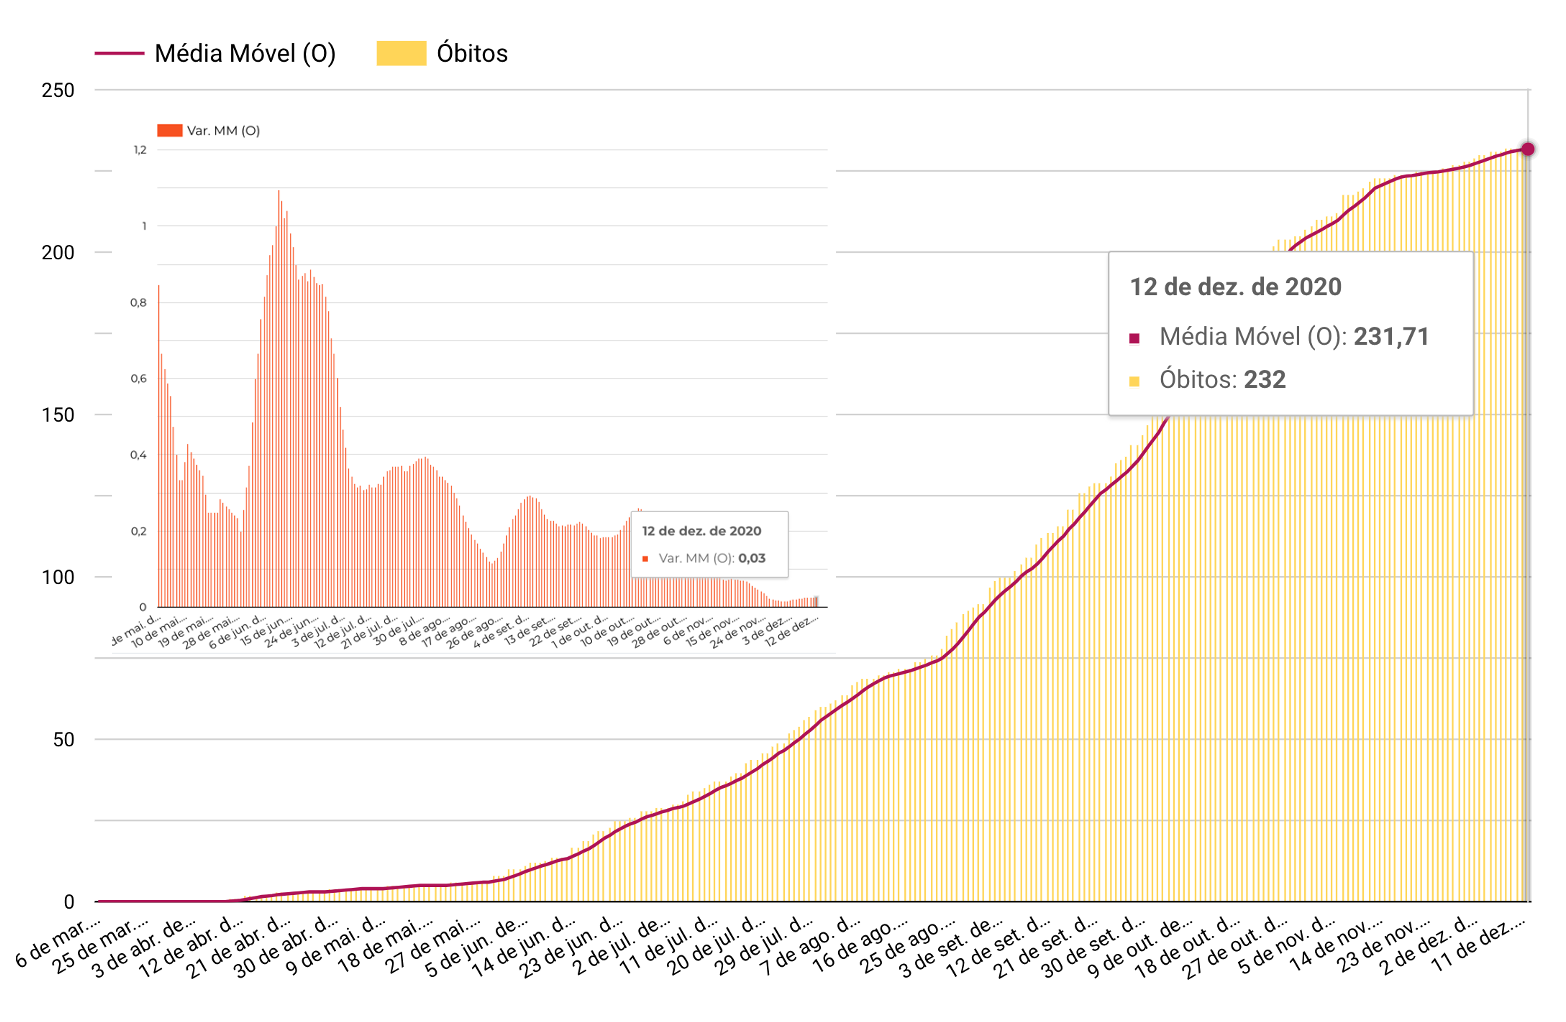 Média Móvel (O) Óbitos
250
200
150
100
50
0
Var. MM (O)
1,2
1
0,8
0,6
0,4
0,2
0
12 de dez. de 2020
Var. MM (O): 0,03
de mai. d... 10 de mai... 19 de mai... 28 de mai... 6 de jun. d... 15 de jun... 24 de jun... 3 de jul. d... 12 de jul. d... 21 de jul. d... 30 de jul... 8 de ago... 17 de ago... 26 de ago... 4 de set. d... 13 de set... 22 de set... 1 de out. d... 10 de out... 19 de out... 28 de out... 6 de nov... 15 de nov... 24 de nov... 3 de dez... 12 de dez...
12 de dez. de 2020
Média Móvel (O): 231,71
Óbitos: 232
6 de mar... 25 de mar... 3 de abr. de... 12 de abr. d... 21 de abr. d... 30 de abr. d... 9 de mai. d... 18 de mai... 27 de mai... 5 de jun. de... 14 de jun. d... 23 de jun. d... 2 de jul. de... 11 de jul. d... 20 de jul. d... 29 de jul. d... 7 de ago. d... 16 de ago... 25 de ago... 3 de set. de... 12 de set. d... 21 de set. d... 30 de set. d... 9 de out. de... 18 de out. d... 27 de out. d... 5 de nov. d... 14 de nov... 23 de nov... 2 de dez. d... 11 de dez....